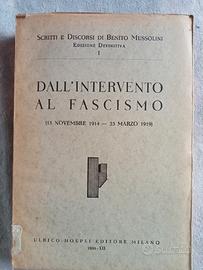 SCRITTI E DISCORSI DI BENITO MUSSOLINI
EDIZIONE DEFINITIVA
I
DALL'INTERVENTO
AL FASCISMO
(15 NOVEMBRE 1914 — 23 MARZO 1919)
ULRICO HOEPLI EDITORE MILANO